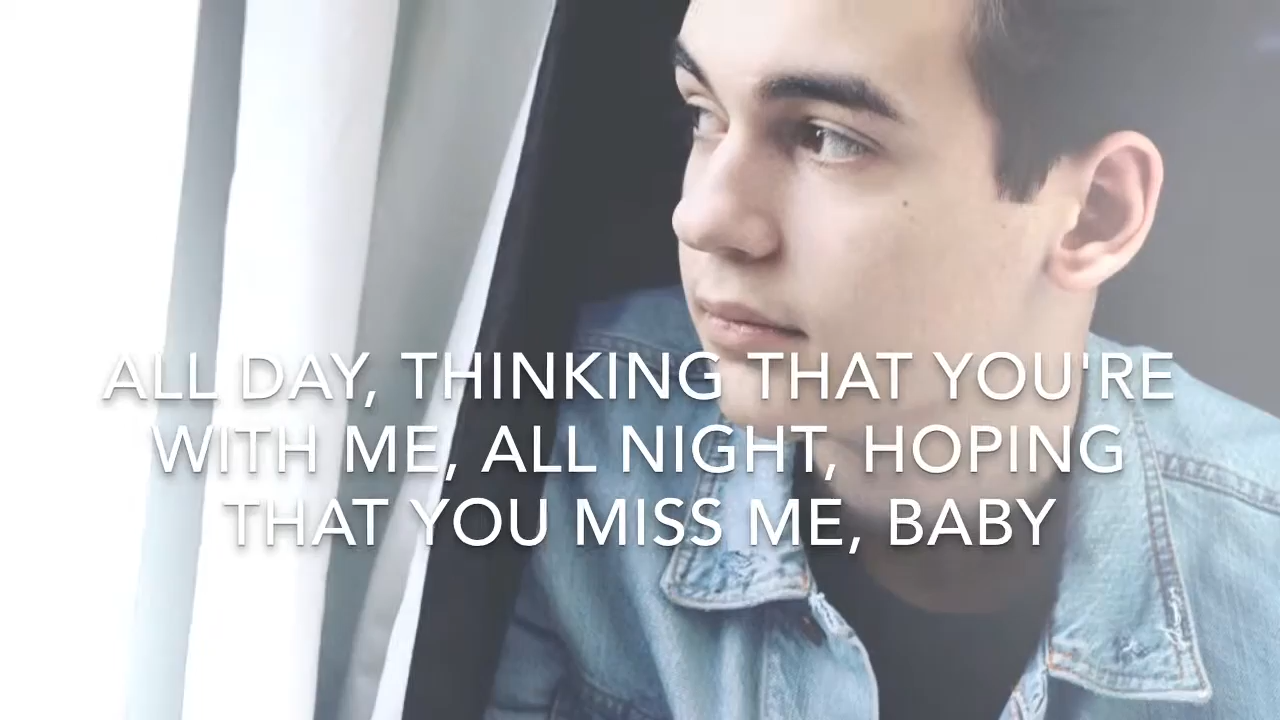 ALL DAY, THINKING THAT YOU'RE
WITH ME, ALL NIGHT, HOPING
THAT YOU MISS ME, BABY